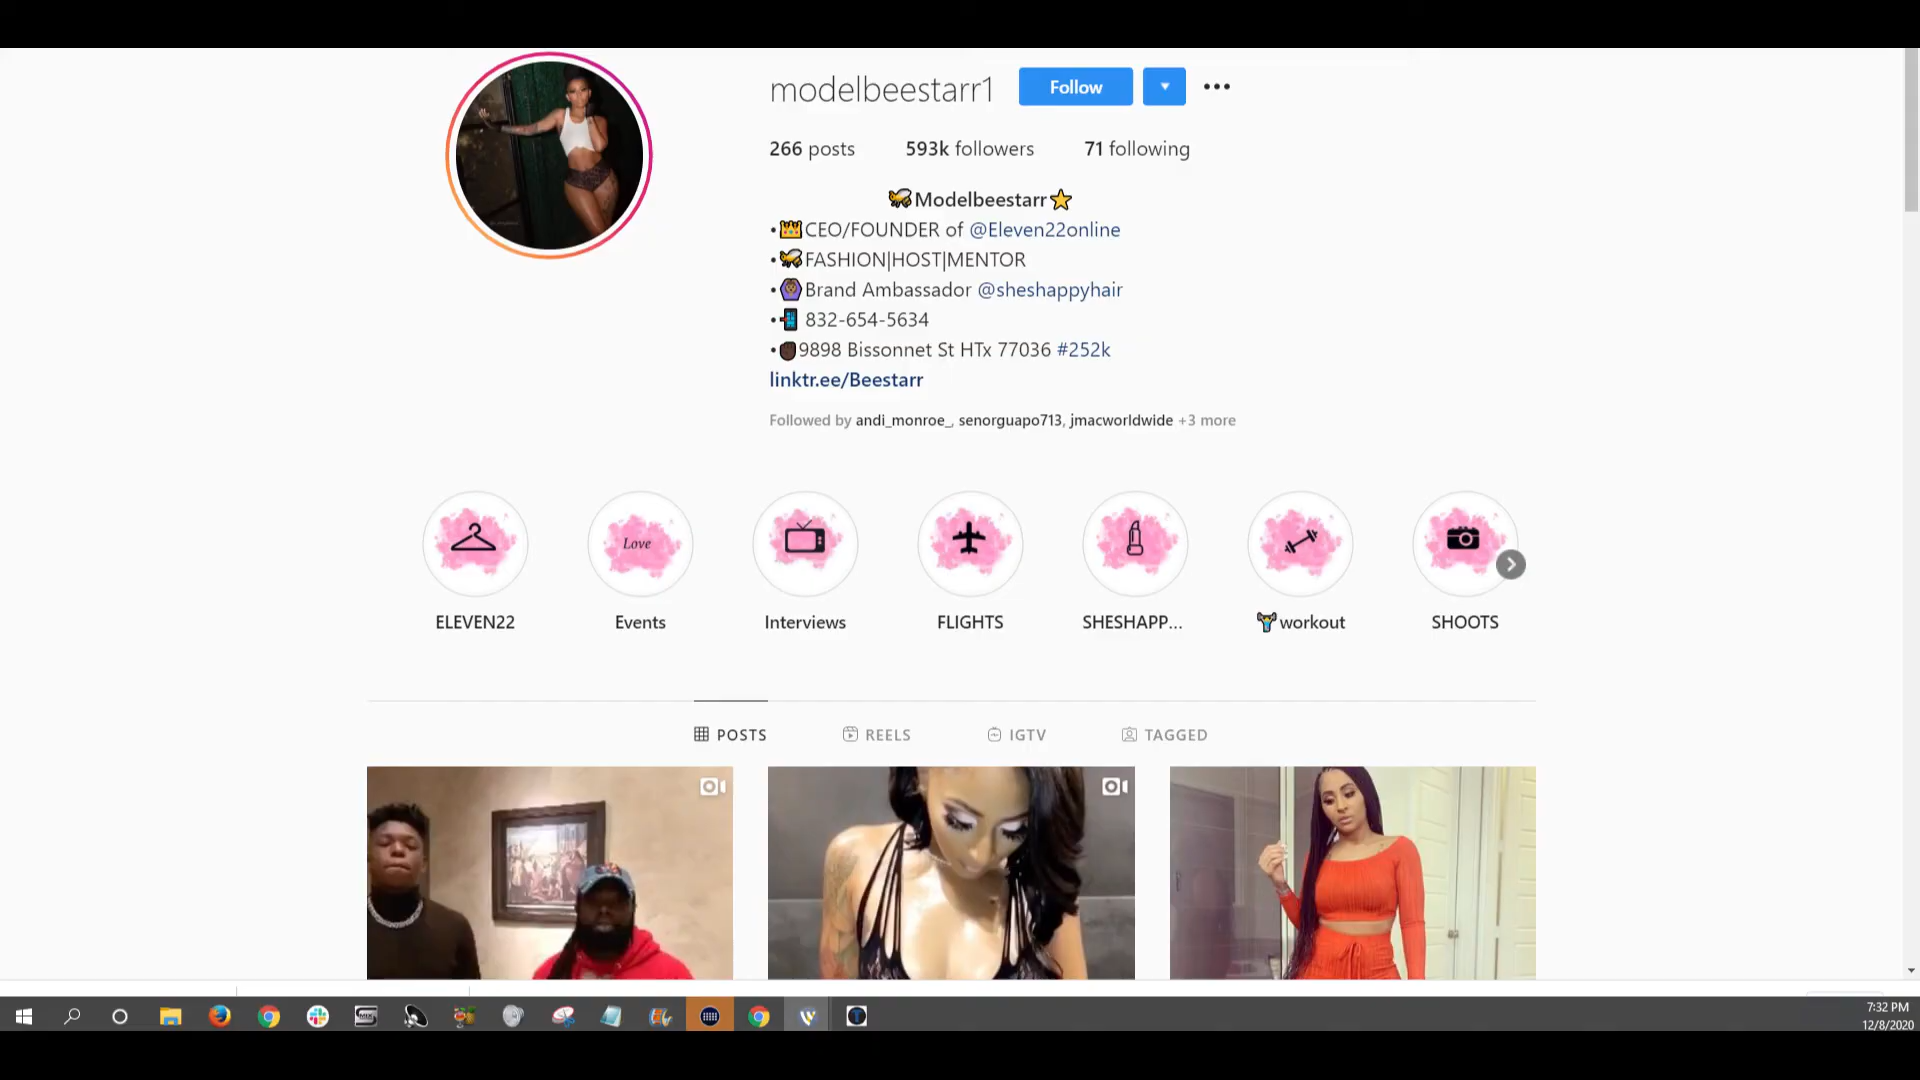 modelbeestarr1 Follow
266 posts 593k followers 71 following
Modelbeestarr
•CEO/FOUNDER of @Eleven22online
•FASHION|HOST|MENTOR
•Brand Ambassador @sheshappyhair
• 832-654-5634
•9898 Bissonnet St HTx 77036 #252k
linktr.ee/Beestarr
Followed by andi_monroe_, senorguapo713, jmacworldwide +3 more
Love
ELEVEN22 Events Interviews FLIGHTS SHESHAPP... workout SHOOTS
POSTS REELS IGTV TAGGED
7:32 PM
12/8/2020